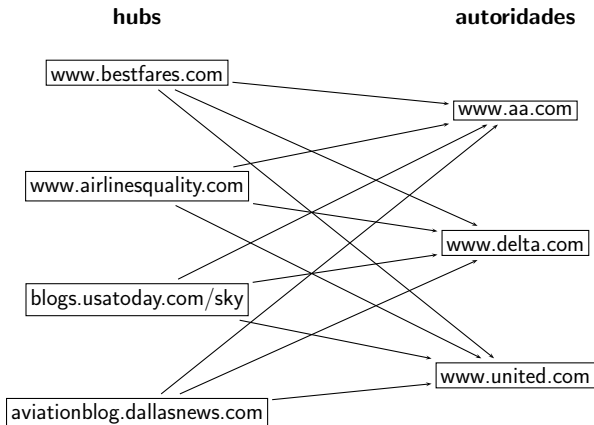 hubs
autoridades
www.bestfares.com
www.aa.com
www.airlinesquality.com
www.delta.com
blogs.usatoday.com/sky
www.united.com
aviationblog.dallasnews.com